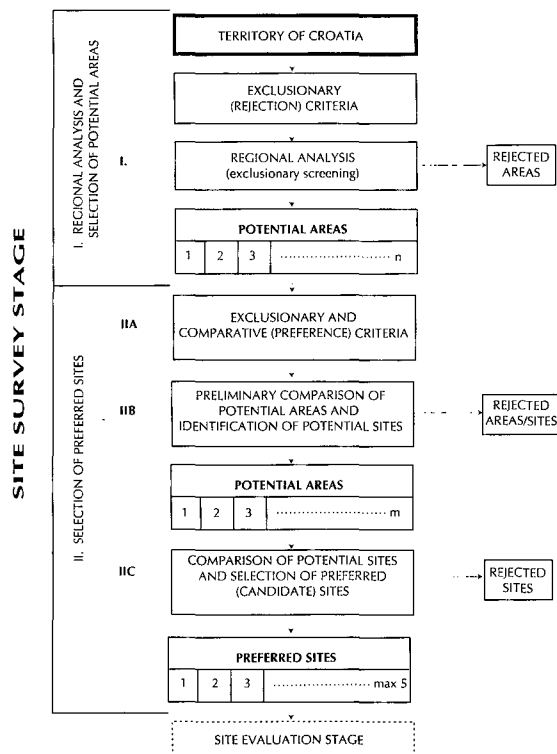 SITE SURVEY STAGE
I. REGIONAL ANALYSIS AND
SELECTION OF POTENTIAL AREAS
I.
TERRITORY OF CROATIA
EXCLUSIONARY
(REJECTION) CRITERIA
REGIONAL ANALYSIS
(exclusionary screening)
REJECTED
AREAS
POTENTIAL AREAS
1 2 3 ........................ n
II. SELECTION OF PREFERRED SITES
IIA
EXCLUSIONARY AND
COMPARATIVE (PREFERENCE) CRITERIA
IIB
PRELIMINARY COMPARISON OF
POTENTIAL AREAS AND
IDENTIFICATION OF POTENTIAL SITES
REJECTED
AREAS/SITES
POTENTIAL AREAS
1 2 3 ........................ m
IIC
COMPARISON OF POTENTIAL SITES
AND SELECTION OF PREFERRED
(CANDIDATE) SITES
REJECTED
SITES
PREFERRED SITES
1 2 3 ........................ max 5
SITE EVALUATION STAGE